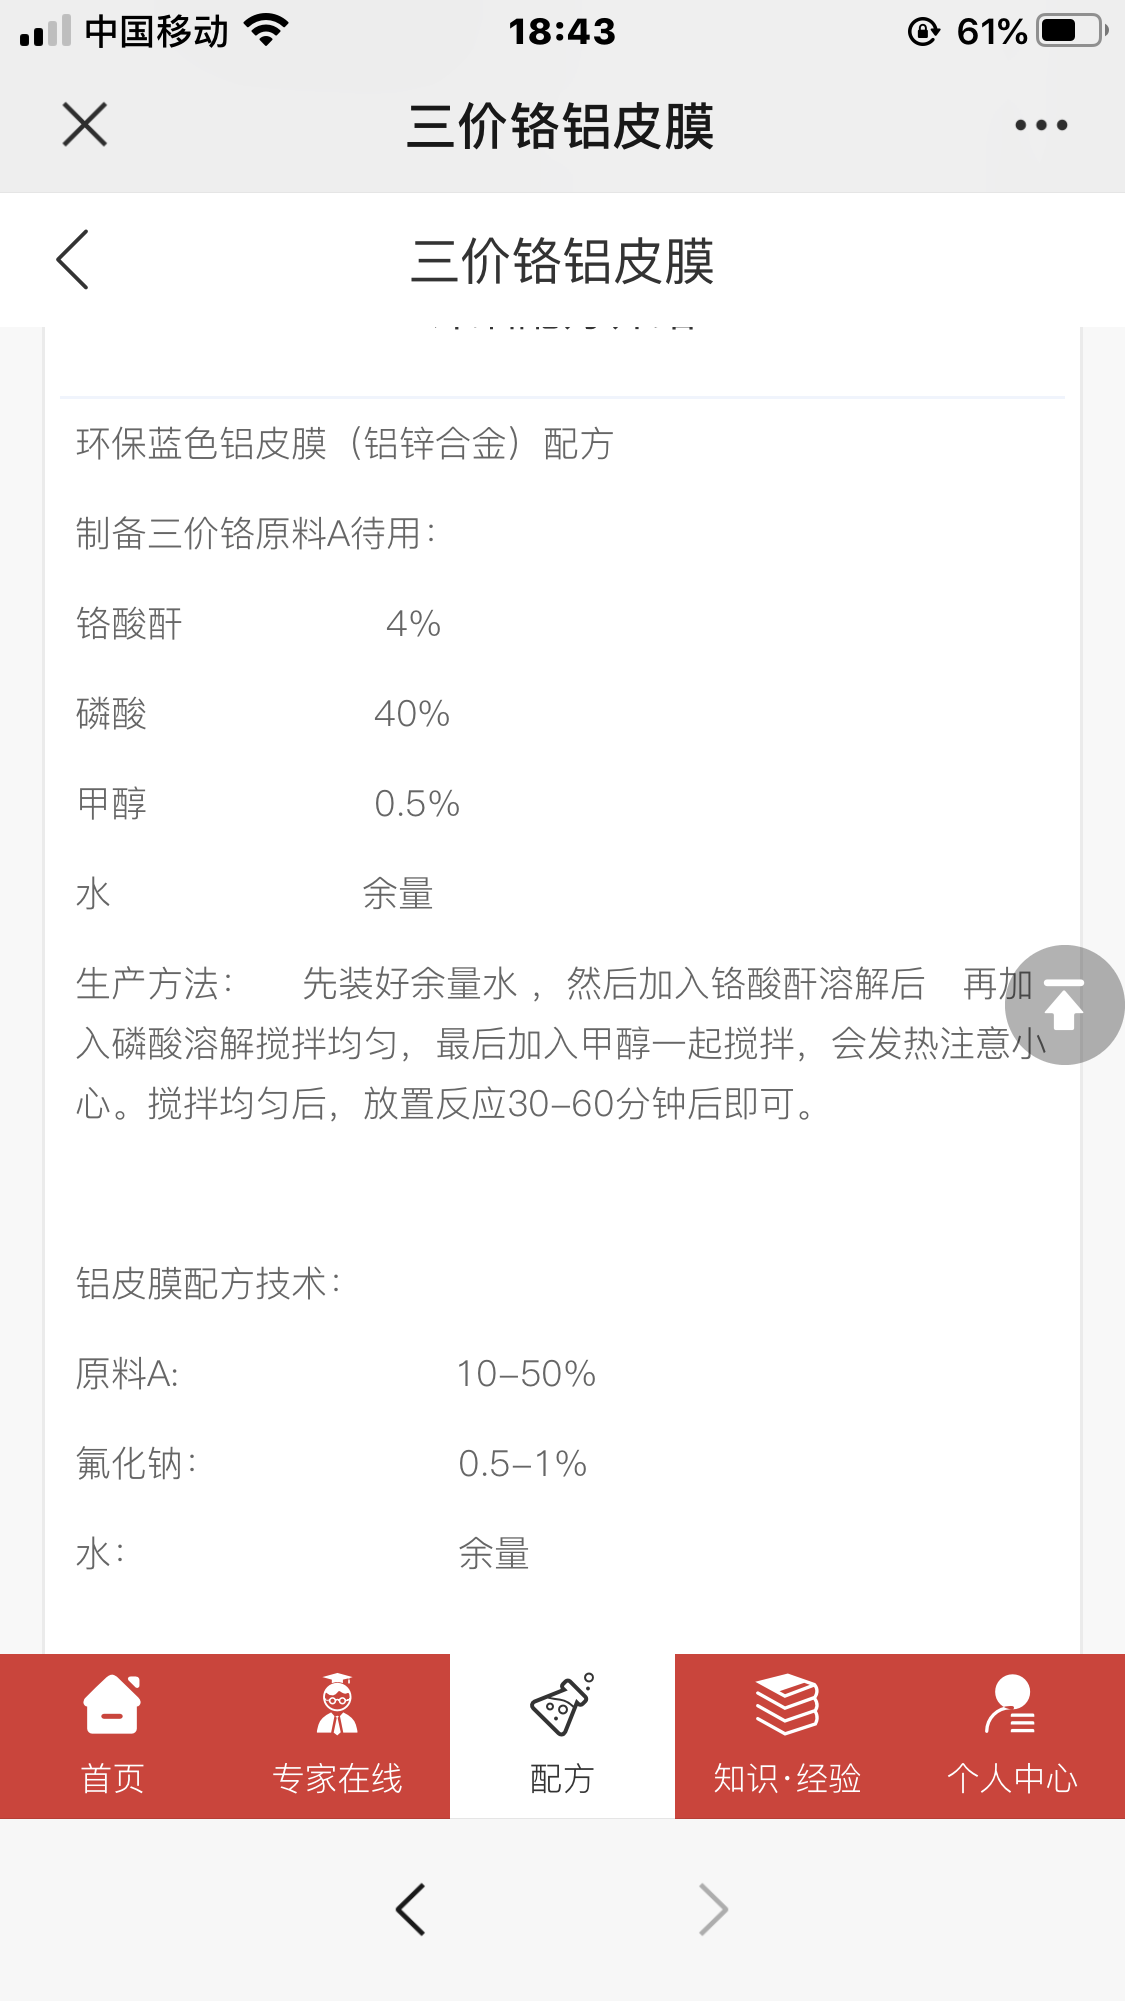 中国移动
18:43
61%
三价铬铝皮膜
三价铬铝皮膜
环保蓝色铝皮膜（铝锌合金）配方
制备三价铬原料A待用：
铬酸酐 4%
磷酸 40%
甲醇 0.5%
水 余量
生产方法： 先装好余量水 ，然后加入铬酸酐溶解后 再加
入磷酸溶解搅拌均匀，最后加入甲醇一起搅拌，会发热注意小
心。搅拌均匀后，放置反应30-60分钟后即可。
铝皮膜配方技术：
原料A: 10-50%
氟化钠： 0.5-1%
水： 余量
首页
专家在线
配方
知识·经验
个人中心